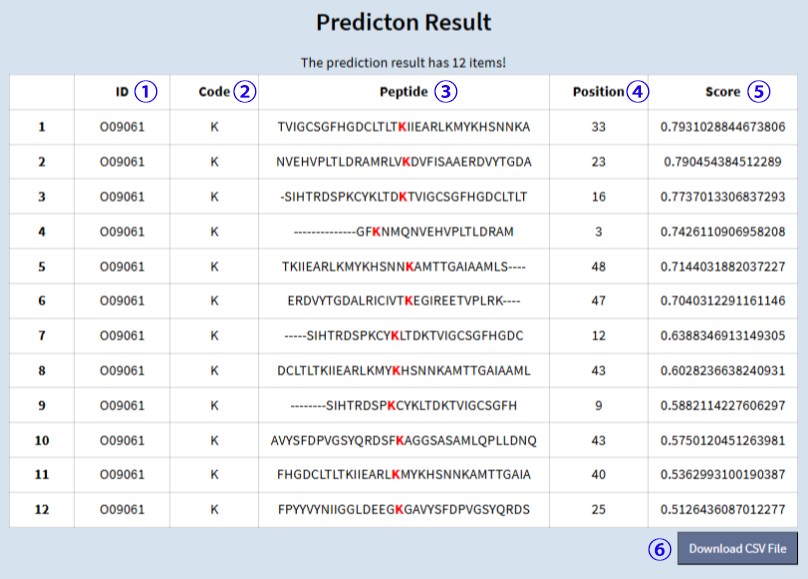 Predicton Result
The prediction result has 12 items!
ID ① Code ② Peptide ③ Position ④ Score ⑤
1 O09061 K TVIGCSGFHGDCLTLTKIIEARLKMYKHSNNKA 33 0.7931028844673806
2 O09061 K NVEHVPLTLDRAMRLVKDVFISAAERDVYTGDA 23 0.790454384512289
3 O09061 K -SIHTRDSPKCYKLTDKTVIGCSGFHGDCLTLT 16 0.7737013306837293
4 O09061 K --------------GFKNMQNVEHVPLTLDRAM 3 0.7426110906958208
5 O09061 K TKIIEARLKMYKHSNNKAMTTGAIAAMLS---- 48 0.7144031882037227
6 O09061 K ERDVYTGDALRICIVTKEGIREETVPLRK---- 47 0.7040312291161146
7 O09061 K -----SIHTRDSPKCYKLTDKTVIGCSGFHGDC 12 0.6388346913149305
8 O09061 K DCLTLTKIIEARLKMYKHSNNKAMTTGAIAAML 43 0.6028236638240931
9 O09061 K --------SIHTRDSPKCYKLTDKTVIGCSGFH 9 0.5882114227606297
10 O09061 K AVYSFDPVGSYQRDSFKAGGSASAMLQPLLDNQ 43 0.5750120451263981
11 O09061 K FHGDCLTLTKIIEARLKMYKHSNNKAMTTGAIA 40 0.5362993100190387
12 O09061 K FPYYVYNIIGGLDEEGKGAVYSFDPVGSYQRDS 25 0.5126436087012277
⑥ Download CSV File